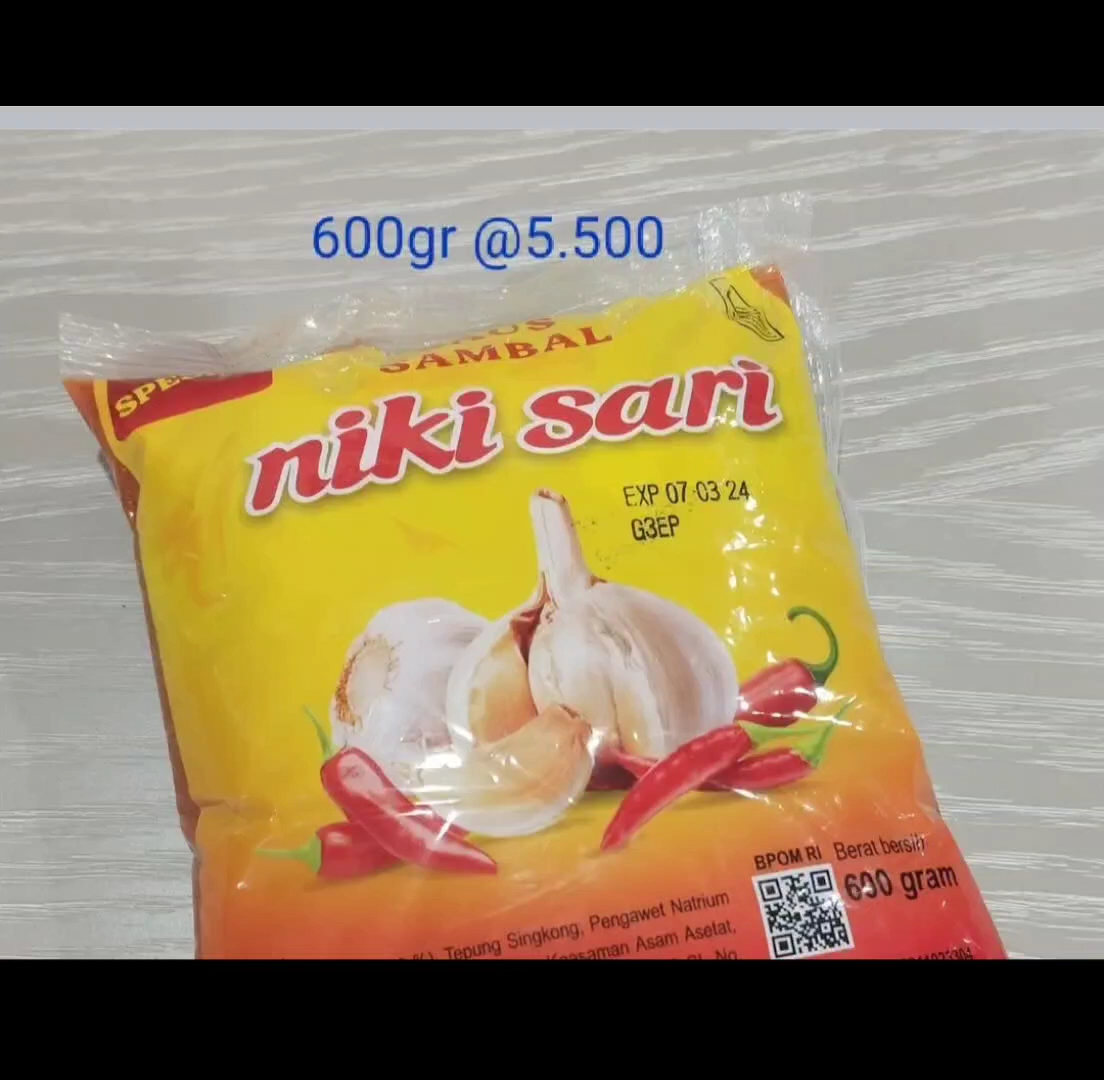 600gr @5.500
SAMBAL
niki sari
EXP 07 03 24
G3EP
BPOM RI Berat bersih
600 gram
Tepung Singkong, Pengawet Natrium
Asam Asetat,